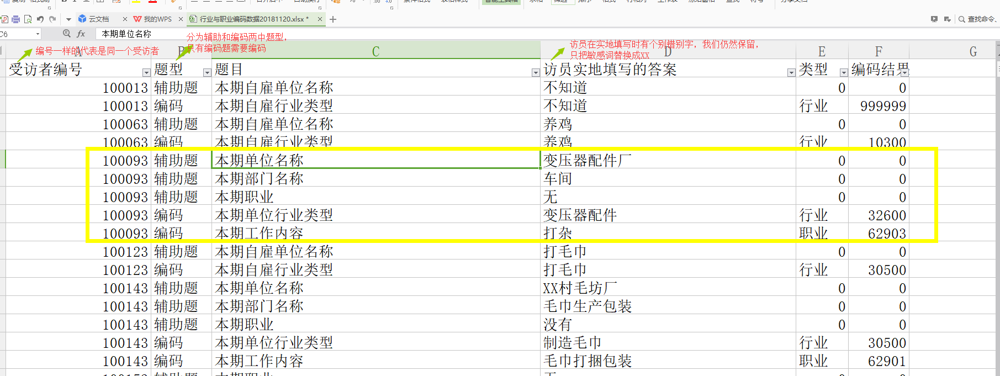 云文档 × 我的WPS × 行业与职业编码数据20181120.xlsx * × + 查找命令、
C6 fx 本期单位名称
编号一样的代表是同一个受访者
分为辅助和编码两中题型，
只有编码题需要编码
访员在实地填写时有个别错别字，我们仍然保留，
只把敏感词替换成XX
A B C D E F G
受访者编号 题型 题目 访员实地填写的答案 类型 编码结果
100013 辅助题 本期自雇单位名称 不知道 0 0
100013 编码 本期自雇行业类型 不知道 行业 999999
100063 辅助题 本期自雇单位名称 养鸡 0 0
100063 编码 本期自雇行业类型 养鸡 行业 10300
100093 辅助题 本期单位名称 变压器配件厂 0 0
100093 辅助题 本期部门名称 车间 0 0
100093 辅助题 本期职业 无 0 0
100093 编码 本期单位行业类型 变压器配件 行业 32600
100093 编码 本期工作内容 打杂 职业 62903
100123 辅助题 本期自雇单位名称 打毛巾 0 0
100123 编码 本期自雇行业类型 打毛巾 行业 30500
100143 辅助题 本期单位名称 XX村毛坊厂 0 0
100143 辅助题 本期部门名称 毛巾生产包装 0 0
100143 辅助题 本期职业 没有 0 0
100143 编码 本期单位行业类型 制造毛巾 行业 30500
100143 编码 本期工作内容 毛巾打捆包装 职业 62901